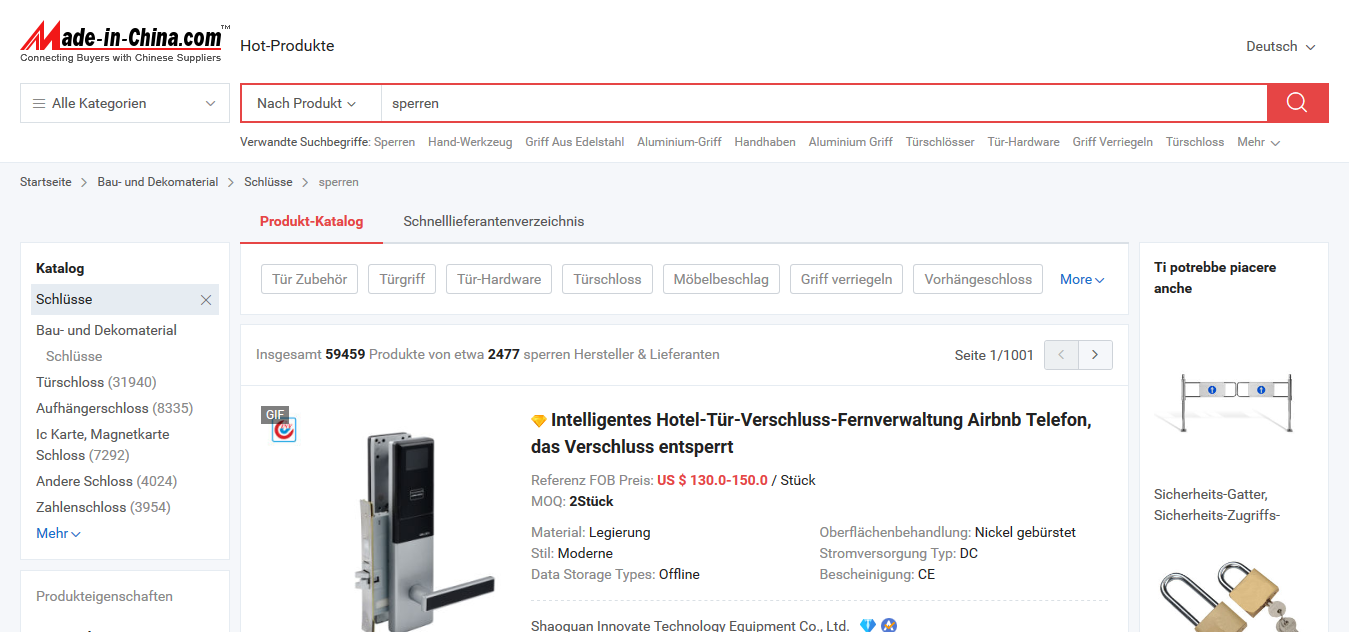 Made-in-China.com™
Connecting Buyers with Chinese Suppliers
Hot-Produkte
Deutsch
Alle Kategorien
Nach Produkt
sperren
Verwandte Suchbegriffe: Sperren Hand-Werkzeug Griff Aus Edelstahl Aluminium-Griff Handhaben Aluminium Griff Türschlösser Tür-Hardware Griff Verriegeln Türschloss Mehr
Startseite > Bau- und Dekomaterial > Schlüsse > sperren
Produkt-Katalog
Schnelllieferantenverzeichnis
Katalog
Schlüsse
Bau- und Dekomaterial
Schlüsse
Türschloss (31940)
Aufhängerschloss (8335)
Ic Karte, Magnetkarte
Schloss (7292)
Andere Schloss (4024)
Zahlenschloss (3954)
Mehr
Produkteigenschaften
Tür Zubehör
Türgriff
Tür-Hardware
Türschloss
Möbelbeschlag
Griff verriegeln
Vorhängeschloss
More
Insgesamt 59459 Produkte von etwa 2477 sperren Hersteller & Lieferanten
Seite 1/1001
GIF
Intelligentes Hotel-Tür-Verschluss-Fernverwaltung Airbnb Telefon,
das Verschluss entsperrt
Referenz FOB Preis: US $ 130.0-150.0 / Stück
MOQ: 2Stück
Material: Legierung
Oberflächenbehandlung: Nickel gebürstet
Stil: Moderne
Stromversorgung Typ: DC
Data Storage Types: Offline
Bescheinigung: CE
Shaoguan Innovate Technology Equipment Co., Ltd.
Ti potrebbe piacere
anche
Sicherheits-Gatter,
Sicherheits-Zugriffs-